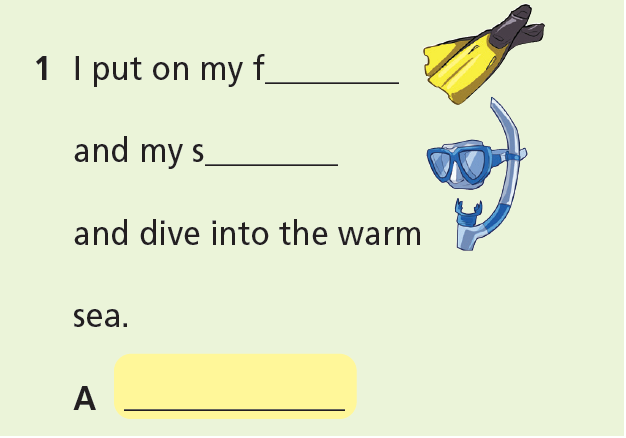 1 I put on my f________
and my s________
and dive into the warm
sea.
A ____________